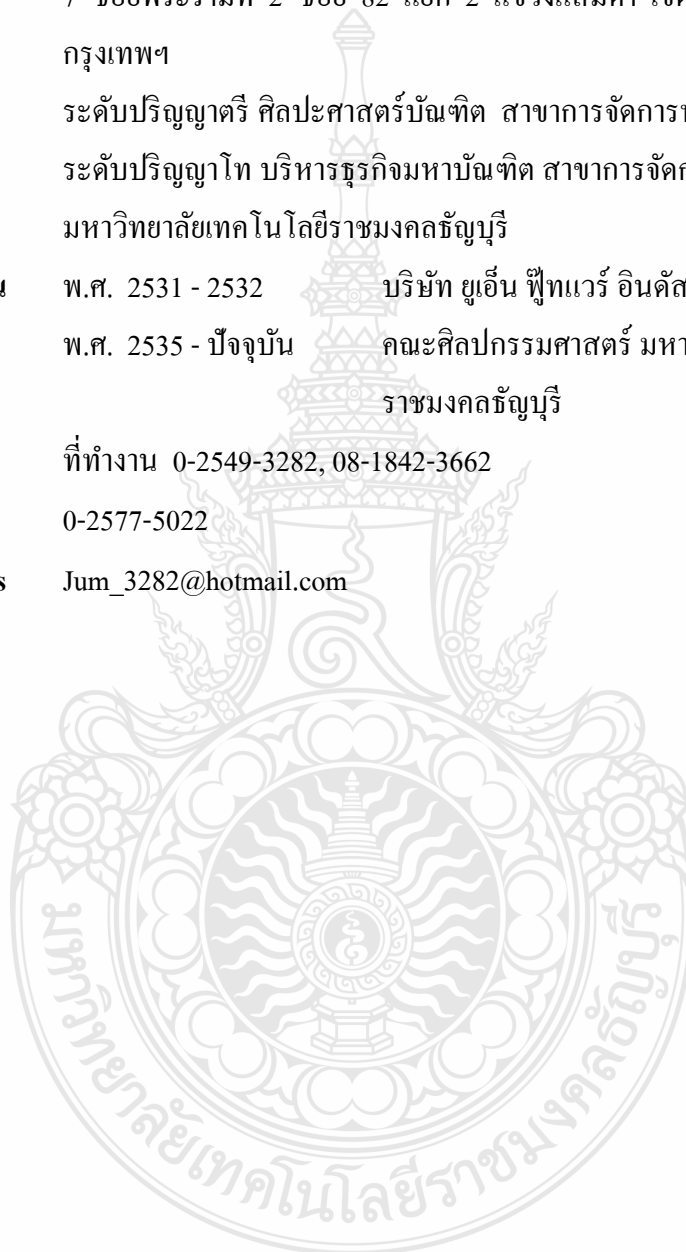 กรุงเทพฯ
ระดับปริญญาตรี ศิลปะศาสตร์บัณฑิต สาขาการจัดการ
ระดับปริญญาโท บริหารธุรกิจมหาบัณฑิต สาขาการจัดก
มหาวิทยาลัยเทคโนโลยีราชมงคลธัญบุรี
น พ.ศ. 2531 - 2532 บริษัท ยูเอ็น ฟู๊ทแวร์ อินดัส
พ.ศ. 2535 - ปัจจุบัน คณะศิลปกรรมศาสตร์ มหา
ราชมงคลธัญบุรี
ที่ทำงาน 0-2549-3282, 08-1842-3662
0-2577-5022
s Jum_3282@hotmail.com
มหาวิทยาลัยเทคโนโลยีราชมงคลธัญบุรี